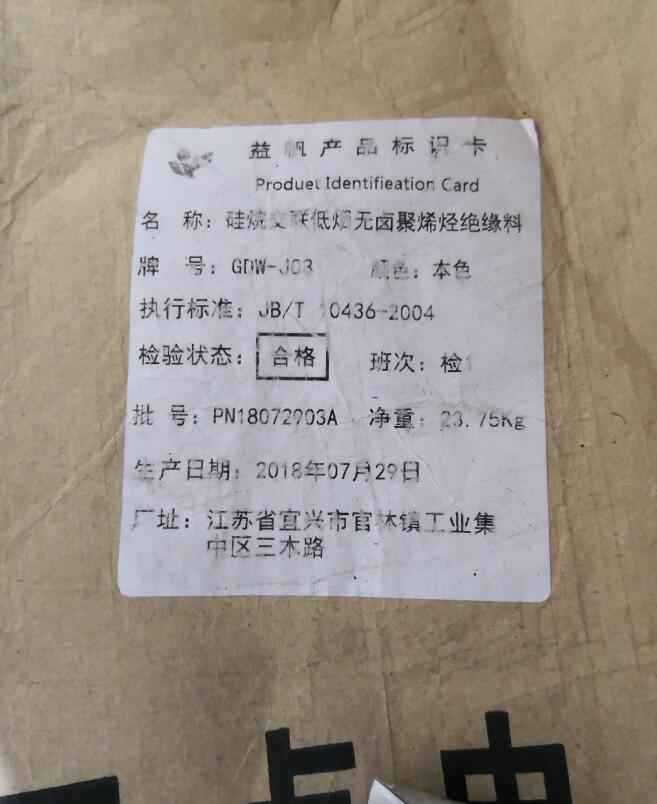 益帆产品标识卡
Product Identifieation Card
名 称：硅烷交联低烟无卤聚烯烃绝缘料
牌 号：GDW-J03 颜色：本色
执行标准：JB/T 10436-2004
检验状态：合格 班次：检1
批 号：PN18072903A 净重：23.75Kg
生产日期：2018年07月29日
厂址：江苏省宜兴市官林镇工业集
中区三木路